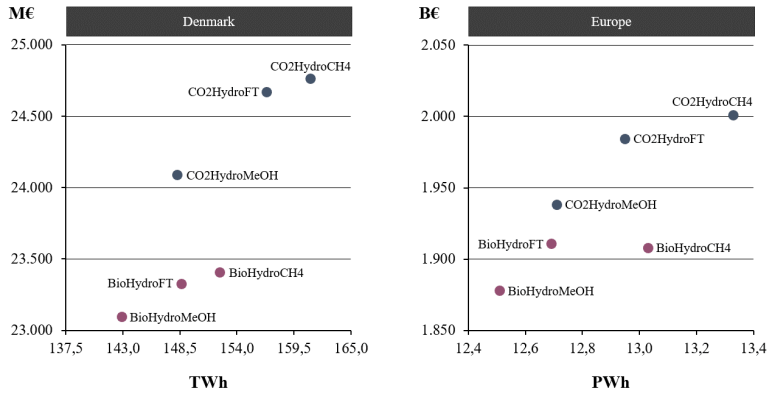 M€
Denmark
25.000
24.500
24.000
23.500
23.000
CO2HydroCH4
CO2HydroFT
CO2HydroMeOH
BioHydroCH4
BioHydroFT
BioHydroMeOH
137,5 143,0 148,5 154,0 159,5 165,0
TWh
B€
Europe
2.050
2.000
1.950
1.900
1.850
CO2HydroCH4
CO2HydroFT
CO2HydroMeOH
BioHydroFT
BioHydroCH4
BioHydroMeOH
12,4 12,6 12,8 13,0 13,2 13,4
PWh